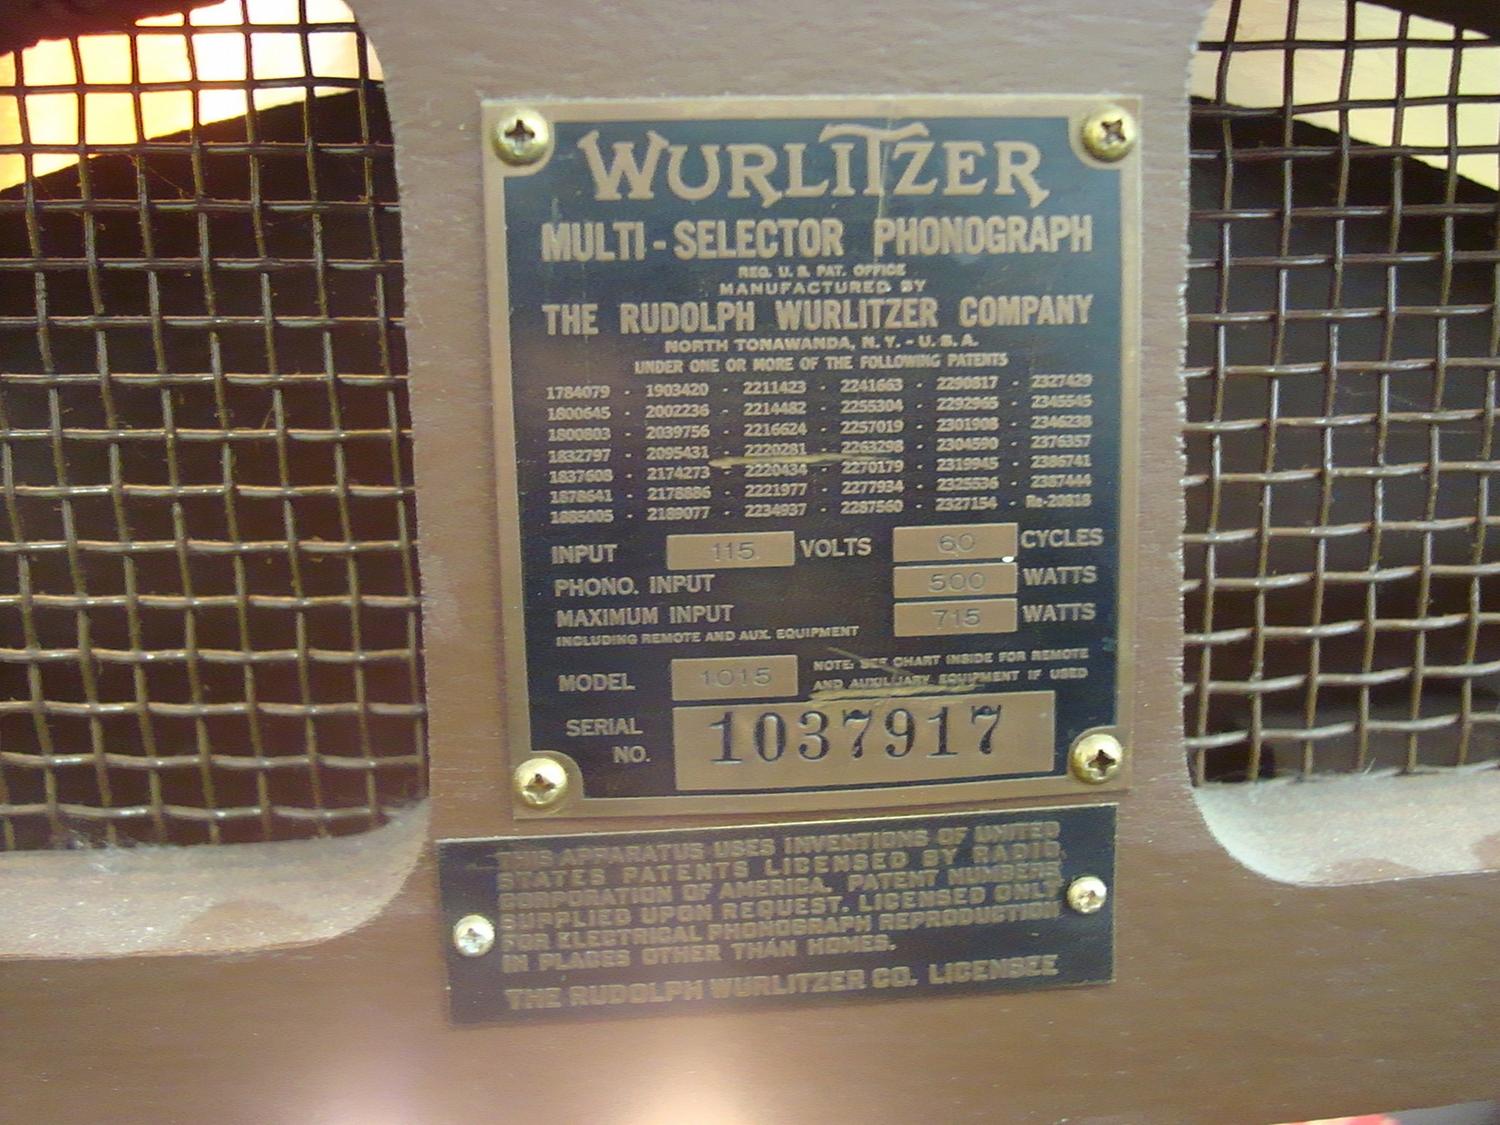 WURLITZER
MULTI-SELECTOR PHONOGRAPH
REG. U. S. PAT. OFFICE
MANUFACTURED BY
THE RUDOLPH WURLITZER COMPANY
NORTH TONAWANDA, N. Y. - U. S. A.
UNDER ONE OR MORE OF THE FOLLOWING PATENTS
1784079 - 1903420 - 2211423 - 2241663 - 2290817 - 2327429
1800645 - 2002236 - 2214482 - 2255304 - 2292965 - 2345545
1800803 - 2039756 - 2216624 - 2257019 - 2301908 - 2346238
1832797 - 2095431 - 2220281 - 2263298 - 2304590 - 2376357
1837608 - 2174273 - 2220434 - 2270179 - 2319945 - 2386741
1878641 - 2178886 - 2221977 - 2277934 - 2325536 - 2387444
1885005 - 2189077 - 2234937 - 2287560 - 2327154 - Re-20818
INPUT 115 VOLTS 60 CYCLES
PHONO. INPUT 500 WATTS
MAXIMUM INPUT 715 WATTS
INCLUDING REMOTE AND AUX. EQUIPMENT
MODEL 1015 NOTE: SEE CHART INSIDE FOR REMOTE
AND AUXILIARY EQUIPMENT IF USED
SERIAL NO. 1037917
THIS APPARATUS USES INVENTIONS OF UNITED
STATES PATENTS LICENSED BY RADIO
CORPORATION OF AMERICA. PATENT NUMBERS
SUPPLIED UPON REQUEST. LICENSED ONLY
FOR ELECTRICAL PHONOGRAPH REPRODUCTION
IN PLACES OTHER THAN HOMES.
THE RUDOLPH WURLITZER CO. LICENSEE